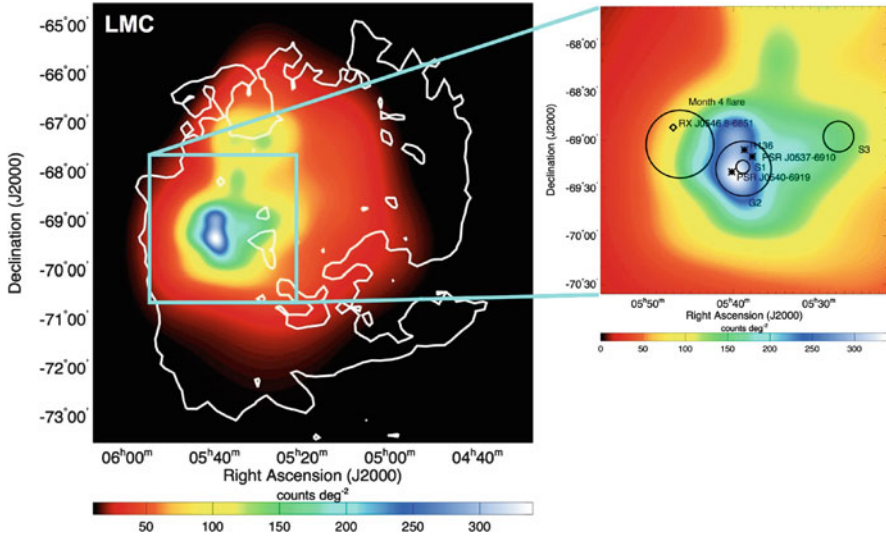 LMC
-65°00'
-66°00'
-67°00'
-68°00'
-69°00'
-70°00'
-71°00'
-72°00'
-73°00'
Declination (J2000)
06ʰ00ᵐ
05ʰ40ᵐ
05ʰ20ᵐ
05ʰ00ᵐ
04ʰ40ᵐ
Right Ascension (J2000)
counts deg⁻²
50
100
150
200
250
300
-68°00'
-68°30'
-69°00'
-69°30'
-70°00'
-70°30'
Declination (J2000)
Month 4 flare
RX J0546.8-6851
PSR J0537-6910
S1
PSR J0540-6919
G2
S3
05ʰ50ᵐ
05ʰ40ᵐ
05ʰ30ᵐ
Right Ascension (J2000)
counts deg⁻²
0
50
100
150
200
250
300